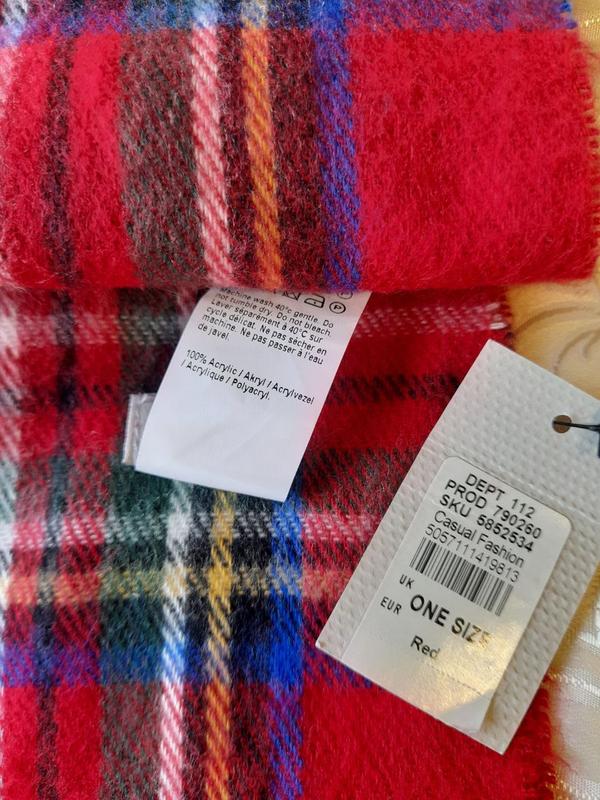 Machine wash 40°c gentle. Do
not tumble dry. Do not bleach.
Laver séparément à 40°C sur
cycle délicat. Ne pas sécher en
machine. Ne pas passer à l'eau
de javel.
100% Acrylic / Akryl / Acrylvezel
/ Acrylique / Polyacryl.
DEPT 112
PROD 790260
SKU 5852534
Casual Fashion
5057111419813
UK
EUR ONE SIZE
Red